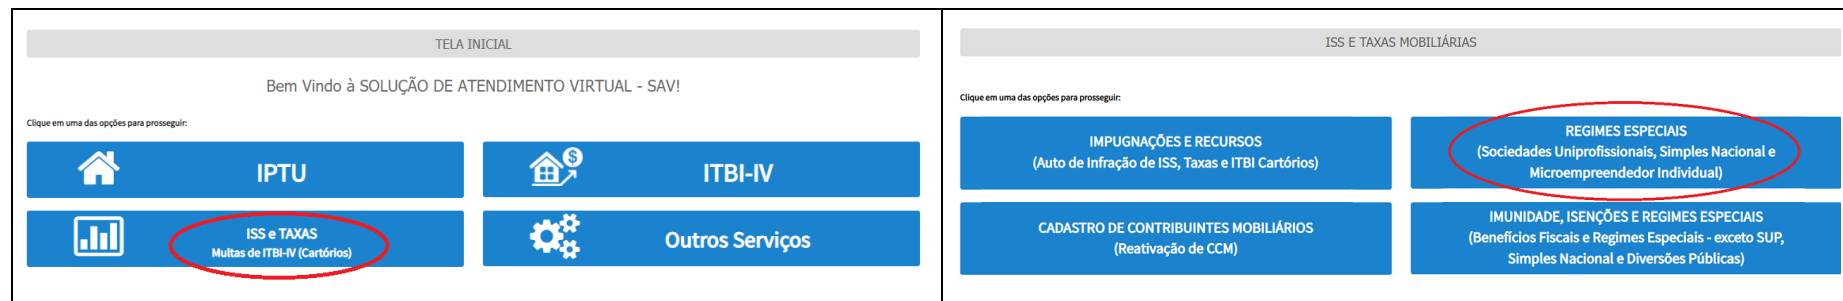 TELA INICIAL
Bem Vindo à SOLUÇÃO DE ATENDIMENTO VIRTUAL - SAV!
Clique em uma das opções para prosseguir:
IPTU
ITBI-IV
ISS e TAXAS
Multas de ITBI-IV (Cartórios)
Outros Serviços
ISS E TAXAS MOBILIÁRIAS
Clique em uma das opções para prosseguir:
IMPUGNAÇÕES E RECURSOS
(Auto de Infração de ISS, Taxas e ITBI Cartórios)
REGIMES ESPECIAIS
(Sociedades Uniprofissionais, Simples Nacional e
Microempreendedor Individual)
CADASTRO DE CONTRIBUINTES MOBILIÁRIOS
(Reativação de CCM)
IMUNIDADE, ISENÇÕES E REGIMES ESPECIAIS
(Benefícios Fiscais e Regimes Especiais - exceto SUP,
Simples Nacional e Diversões Públicas)